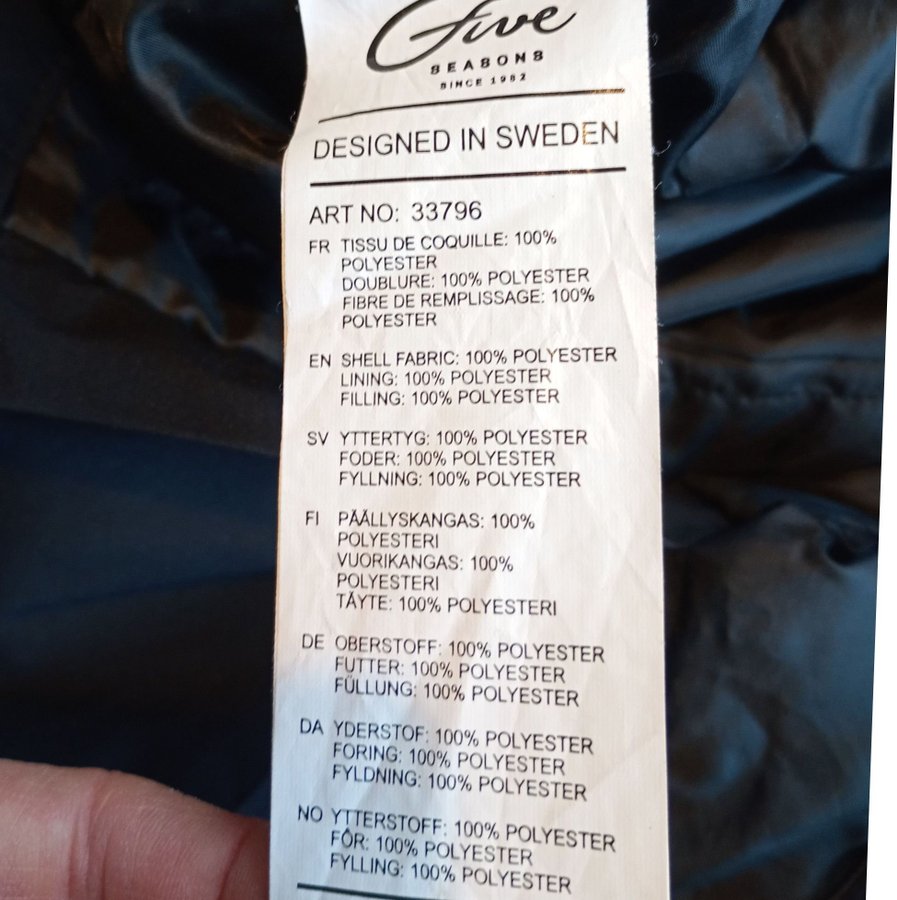 Five
SEASONS
SINCE 1982
DESIGNED IN SWEDEN
ART NO: 33796
FR TISSU DE COQUILLE: 100%
POLYESTER
DOUBLURE: 100% POLYESTER
FIBRE DE REMPLISSAGE: 100%
POLYESTER
EN SHELL FABRIC: 100% POLYESTER
LINING: 100% POLYESTER
FILLING: 100% POLYESTER
SV YTTERTYG: 100% POLYESTER
FODER: 100% POLYESTER
FYLLNING: 100% POLYESTER
FI PÅÅLLYSKANGAS: 100%
POLYESTERI
VUORIKANGAS: 100%
POLYESTERI
TÅYTE: 100% POLYESTERI
DE OBERSTOFF: 100% POLYESTER
FUTTER: 100% POLYESTER
FÜLLUNG: 100% POLYESTER
DA YDERSTOF: 100% POLYESTER
FORING: 100% POLYESTER
FYLDNING: 100% POLYESTER
NO YTTERSTOFF: 100% POLYESTER
FÔR: 100% POLYESTER
FYLLING: 100% POLYESTER